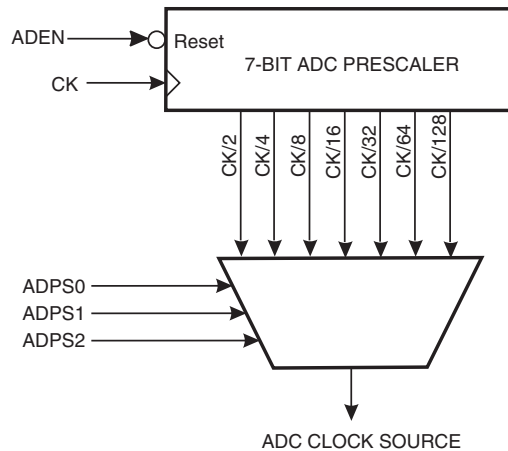 ADEN
Reset
7-BIT ADC PRESCALER
CK
CK/2
CK/4
CK/8
CK/16
CK/32
CK/64
CK/128
ADPS0
ADPS1
ADPS2
ADC CLOCK SOURCE